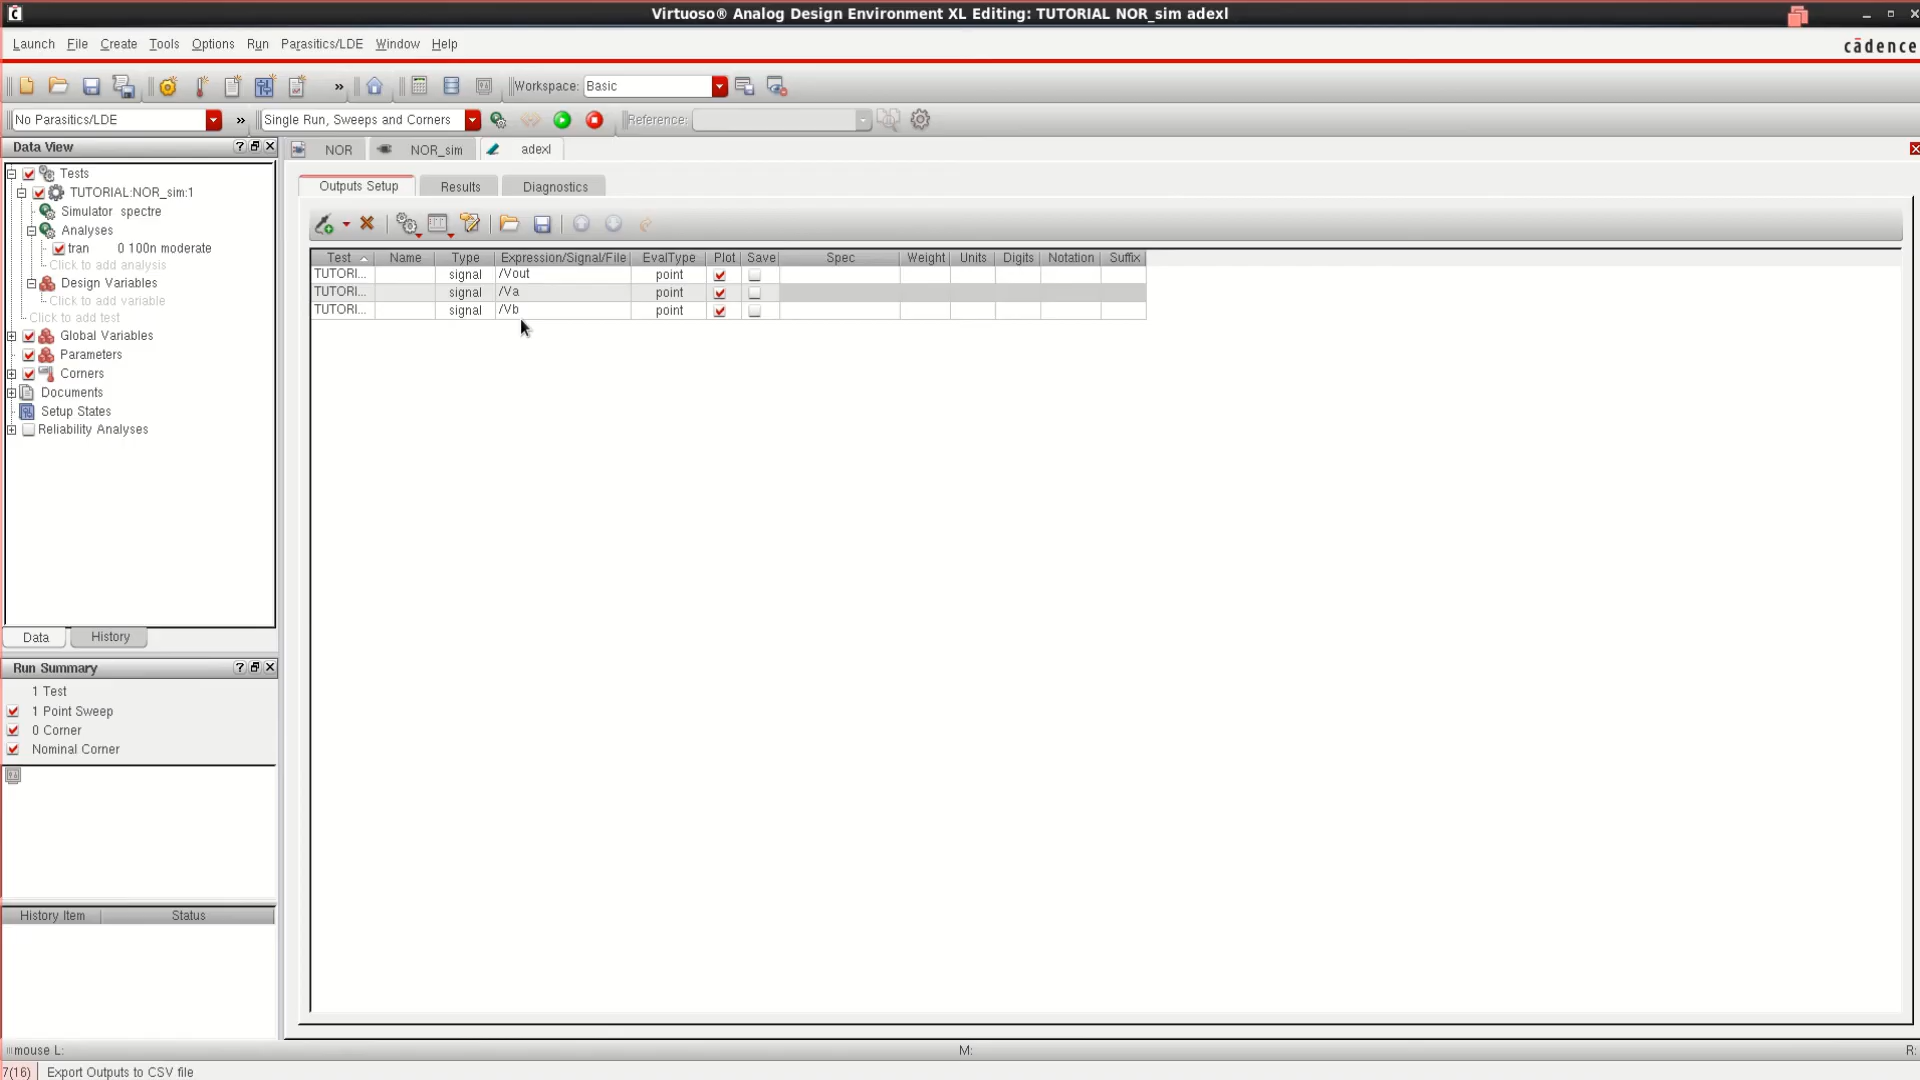 Virtuoso® Analog Design Environment XL Editing: TUTORIAL NOR_sim adexl
Launch File Create Tools Options Run Parasitics/LDE Window Help
cādence
» Workspace: Basic
No Parasitics/LDE » Single Run, Sweeps and Corners Reference:
Data View
NOR NOR_sim adexl
Tests
TUTORIAL:NOR_sim:1
Simulator spectre
Analyses
tran 0 100n moderate
Click to add analysis
Design Variables
Click to add variable
Click to add test
Global Variables
Parameters
Corners
Documents
Setup States
Reliability Analyses
Data History
Run Summary
1 Test
1 Point Sweep
0 Corner
Nominal Corner
History Item Status
Outputs Setup Results Diagnostics
Test Name Type Expression/Signal/File EvalType Plot Save Spec Weight Units Digits Notation Suffix
TUTORI... signal /Vout point
TUTORI... signal /Va point
TUTORI... signal /Vb point
mouse L: M: R:
7(16) Export Outputs to CSV file